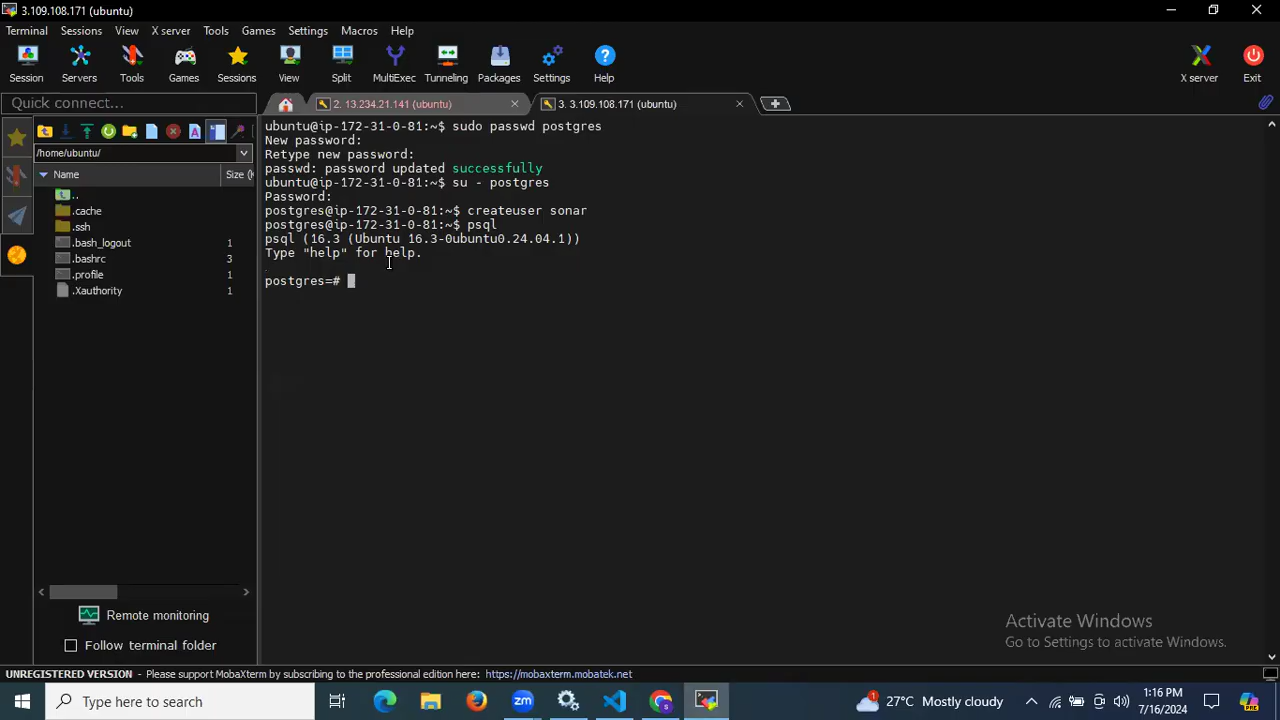 3.109.108.171 (ubuntu)
Terminal Sessions View X server Tools Games Settings Macros Help
Session Servers Tools Games Sessions View Split MultiExec Tunneling Packages Settings Help X server Exit
Quick connect...
2. 13.234.21.141 (ubuntu)
3. 3.109.108.171 (ubuntu)
/home/ubuntu/
Name Size (K
..
.cache
.ssh
.bash_logout 1
.bashrc 3
.profile 1
.Xauthority 1
Remote monitoring
Follow terminal folder
ubuntu@ip-172-31-0-81:~$ sudo passwd postgres
New password:
Retype new password:
passwd: password updated successfully
ubuntu@ip-172-31-0-81:~$ su - postgres
Password:
postgres@ip-172-31-0-81:~$ createuser sonar
postgres@ip-172-31-0-81:~$ psql
psql (16.3 (Ubuntu 16.3-0ubuntu0.24.04.1))
Type "help" for help.
postgres=#
Activate Windows
Go to Settings to activate Windows.
UNREGISTERED VERSION - Please support MobaXterm by subscribing to the professional edition here: https://mobaxterm.mobatek.net
Type here to search
zm
1
27°C Mostly cloudy
1:16 PM
7/16/2024
PRE